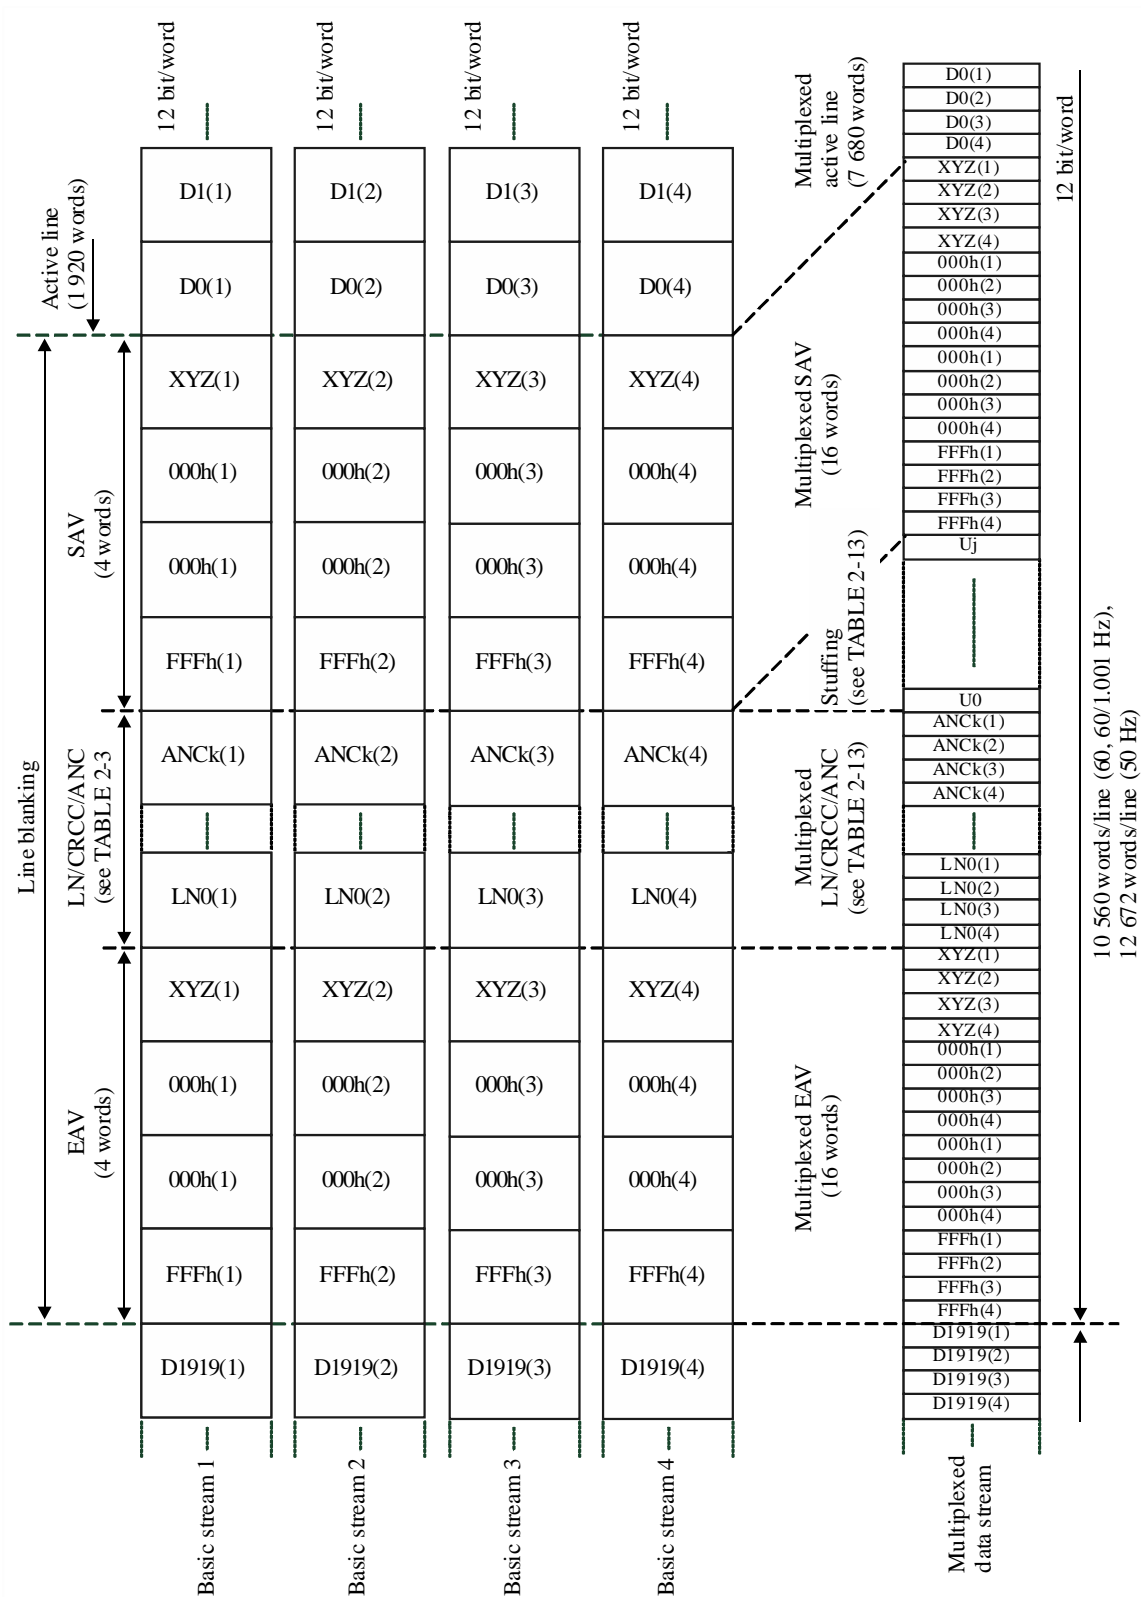 12 bit/word
12 bit/word
12 bit/word
12 bit/word
Active line
(1 920 words)
D1(1)
D1(2)
D1(3)
D1(4)
D0(1)
D0(2)
D0(3)
D0(4)
Line blanking
SAV
(4 words)
XYZ(1)
XYZ(2)
XYZ(3)
XYZ(4)
000h(1)
000h(2)
000h(3)
000h(4)
000h(1)
000h(2)
000h(3)
000h(4)
FFFh(1)
FFFh(2)
FFFh(3)
FFFh(4)
LN/CRCC/ANC
(see TABLE 2-3
ANCk(1)
ANCk(2)
ANCk(3)
ANCk(4)
LN0(1)
LN0(2)
LN0(3)
LN0(4)
EAV
(4 words)
XYZ(1)
XYZ(2)
XYZ(3)
XYZ(4)
000h(1)
000h(2)
000h(3)
000h(4)
000h(1)
000h(2)
000h(3)
000h(4)
FFFh(1)
FFFh(2)
FFFh(3)
FFFh(4)
D1919(1)
D1919(2)
D1919(3)
D1919(4)
Basic stream 1
Basic stream 2
Basic stream 3
Basic stream 4
Multiplexed
active line
(7 680 words)
Multiplexed SAV
(16 words)
Stuffing
(see TABLE 2-13)
Multiplexed
LN/CRCC/ANC
(see TABLE 2-13)
Multiplexed EAV
(16 words)
D0(1)
D0(2)
D0(3)
D0(4)
XYZ(1)
XYZ(2)
XYZ(3)
XYZ(4)
000h(1)
000h(2)
000h(3)
000h(4)
000h(1)
000h(2)
000h(3)
000h(4)
FFFh(1)
FFFh(2)
FFFh(3)
FFFh(4)
Uj
U0
ANCk(1)
ANCk(2)
ANCk(3)
ANCk(4)
LN0(1)
LN0(2)
LN0(3)
LN0(4)
XYZ(1)
XYZ(2)
XYZ(3)
XYZ(4)
000h(1)
000h(2)
000h(3)
000h(4)
000h(1)
000h(2)
000h(3)
000h(4)
FFFh(1)
FFFh(2)
FFFh(3)
FFFh(4)
D1919(1)
D1919(2)
D1919(3)
D1919(4)
Multiplexed
data stream
12 bit/word
10 560 words/line (60, 60/1.001 Hz),
12 672 words/line (50 Hz)